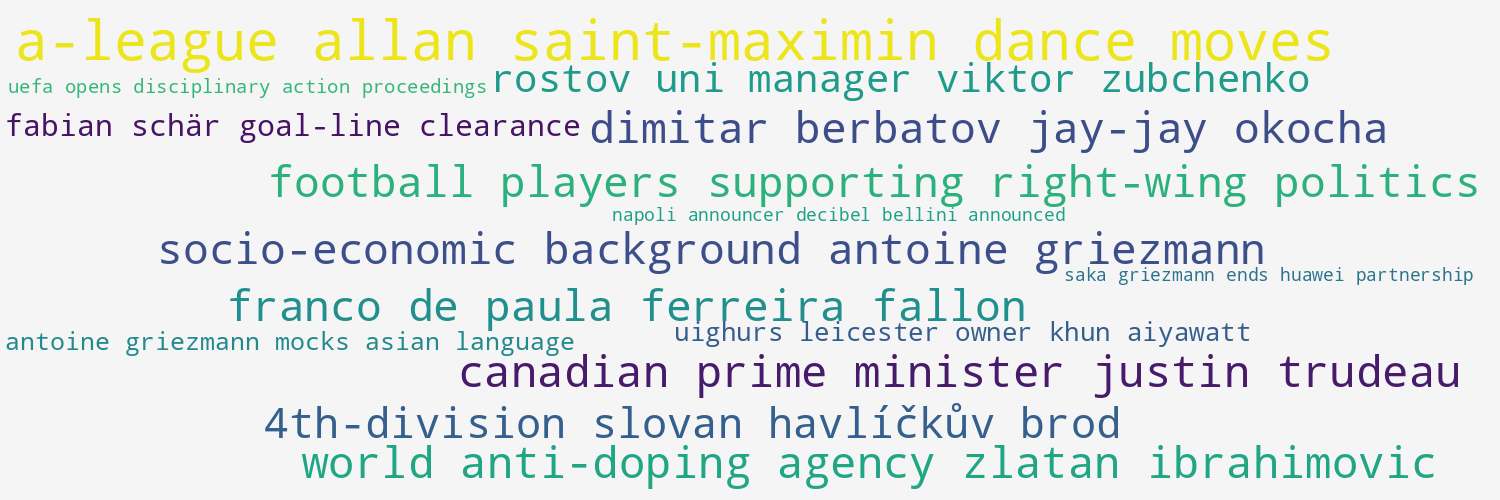 a-league allan saint-maximin dance moves
uefa opens disciplinary action proceedings
rostov uni manager viktor zubchenko
fabian schär goal-line clearance
dimitar berbatov jay-jay okocha
football players supporting right-wing politics
napoli announcer decibel bellini announced
socio-economic background antoine griezmann
saka griezmann ends huawei partnership
franco de paula ferreira fallon
antoine griezmann mocks asian language
uighurs leicester owner khun aiyawatt
canadian prime minister justin trudeau
4th-division slovan havlíčkův brod
world anti-doping agency zlatan ibrahimovic